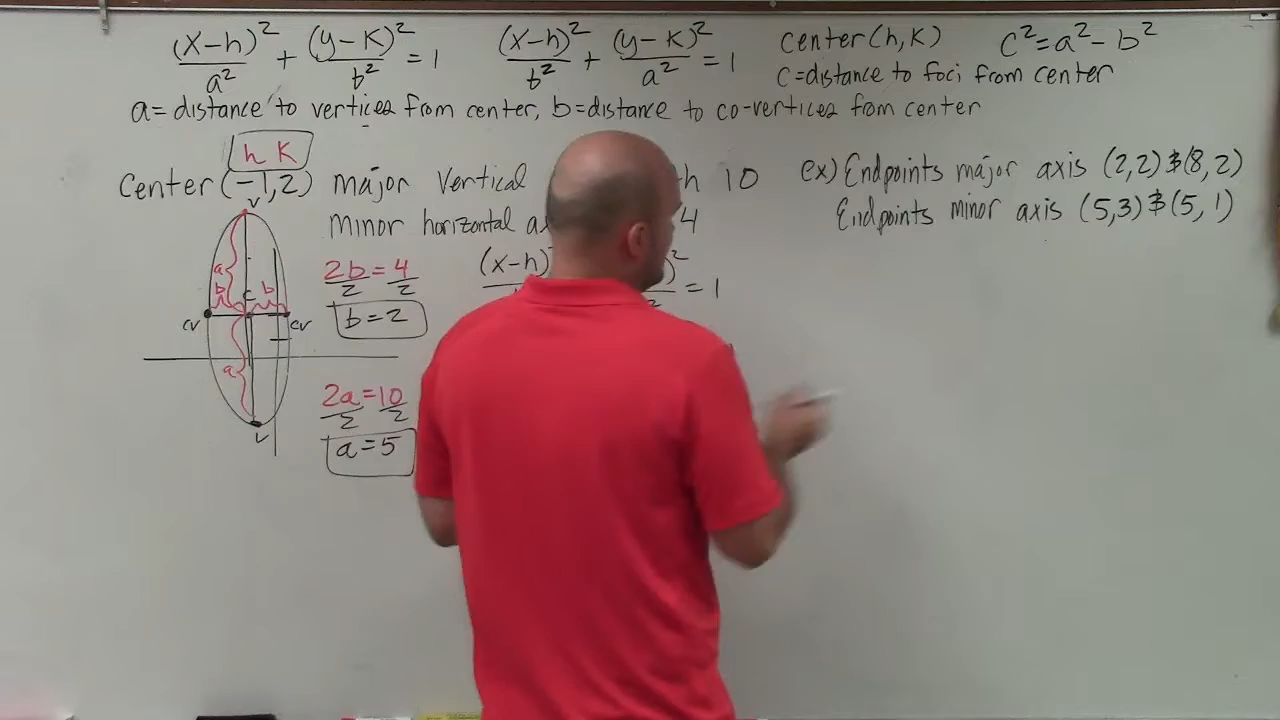 (x-h)²/a² + (y-k)²/b² = 1   (x-h)²/b² + (y-k)²/a² = 1   center (h, k)   c² = a² - b²
c = distance to foci from center
a = distance to vertices from center, b = distance to co-vertices from center
h k
Center (-1, 2) major vertical h 10
minor horizontal 4
2b/2 = 4/2
b = 2
2a/2 = 10/2
a = 5
(x-h)² = 1
v
a
b
c
b
cv
cv
a
v
ex) Endpoints major axis (2,2) & (8,2)
Endpoints minor axis (5,3) & (5,1)